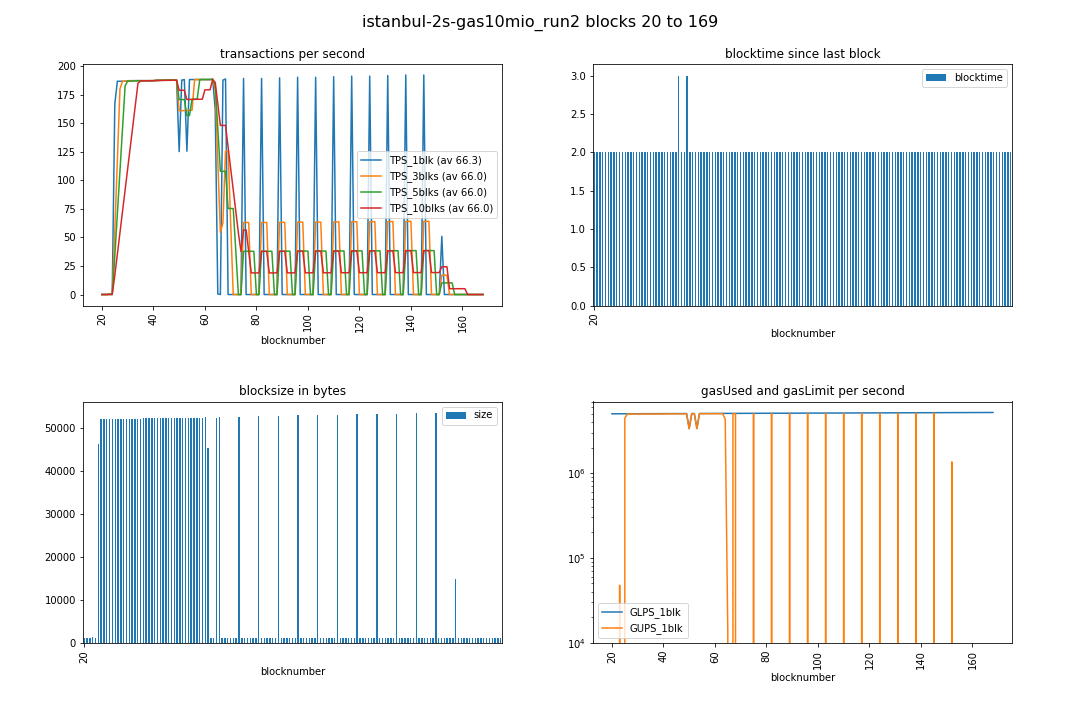 istanbul-2s-gas10mio_run2 blocks 20 to 169
transactions per second
200
175
150
125
100
75
50
25
0
TPS_1blk (av 66.3)
TPS_3blks (av 66.0)
TPS_5blks (av 66.0)
TPS_10blks (av 66.0)
20
40
60
80
100
120
140
160
blocknumber
blocktime since last block
3.0
2.5
2.0
1.5
1.0
0.5
0.0
blocktime
20
blocknumber
blocksize in bytes
50000
40000
30000
20000
10000
0
size
20
blocknumber
gasUsed and gasLimit per second
10⁶
10⁵
10⁴
GLPS_1blk
GUPS_1blk
20
40
60
80
100
120
140
160
blocknumber